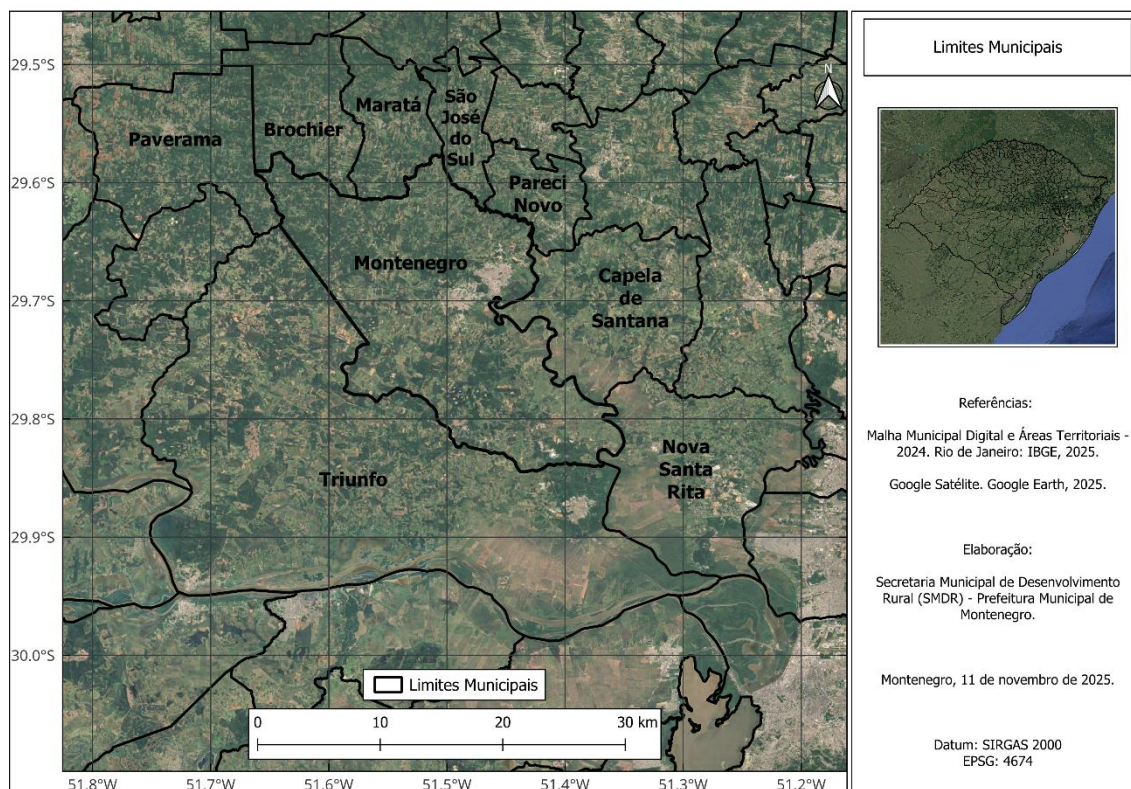 29.5°S
29.6°S
29.7°S
29.8°S
29.9°S
30.0°S
Paverama
Brochier
Maratá
São
José
do
Sul
Pareci
Novo
Montenegro
Capela
de
Santana
Triunfo
Nova
Santa
Rita
N
Limites Municipais
0 10 20 30 km
51.8°W 51.7°W 51.6°W 51.5°W 51.4°W 51.3°W 51.2°W
Limites Municipais
Referências:
Malha Municipal Digital e Áreas Territoriais -
2024. Rio de Janeiro: IBGE, 2025.
Google Satélite. Google Earth, 2025.
Elaboração:
Secretaria Municipal de Desenvolvimento
Rural (SMDR) - Prefeitura Municipal de
Montenegro.
Montenegro, 11 de novembro de 2025.
Datum: SIRGAS 2000
EPSG: 4674